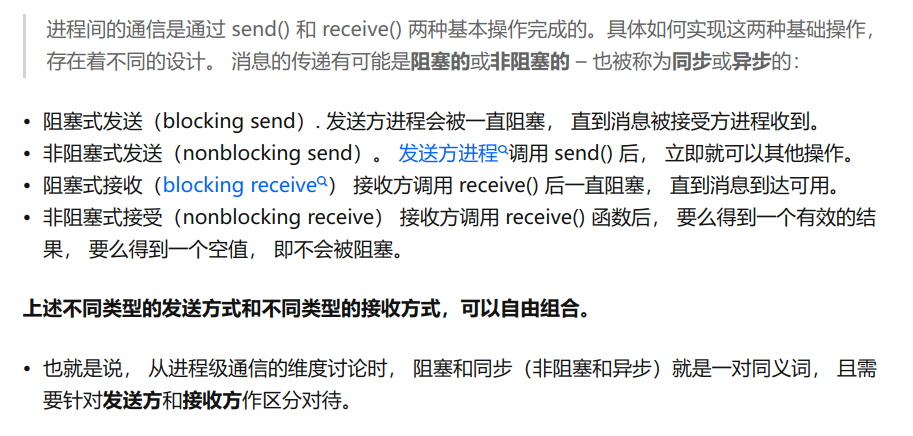 进程间的通信是通过 send() 和 receive() 两种基本操作完成的。具体如何实现这两种基础操作，
存在着不同的设计。 消息的传递有可能是阻塞的或非阻塞的 – 也被称为同步或异步的：
• 阻塞式发送（blocking send）. 发送方进程会被一直阻塞， 直到消息被接受方进程收到。
• 非阻塞式发送（nonblocking send）。 发送方进程调用 send() 后， 立即就可以其他操作。
• 阻塞式接收（blocking receive） 接收方调用 receive() 后一直阻塞， 直到消息到达可用。
• 非阻塞式接受（nonblocking receive） 接收方调用 receive() 函数后， 要么得到一个有效的结
果， 要么得到一个空值， 即不会被阻塞。
上述不同类型的发送方式和不同类型的接收方式，可以自由组合。
• 也就是说， 从进程级通信的维度讨论时， 阻塞和同步（非阻塞和异步）就是一对同义词， 且需
要针对发送方和接收方作区分对待。